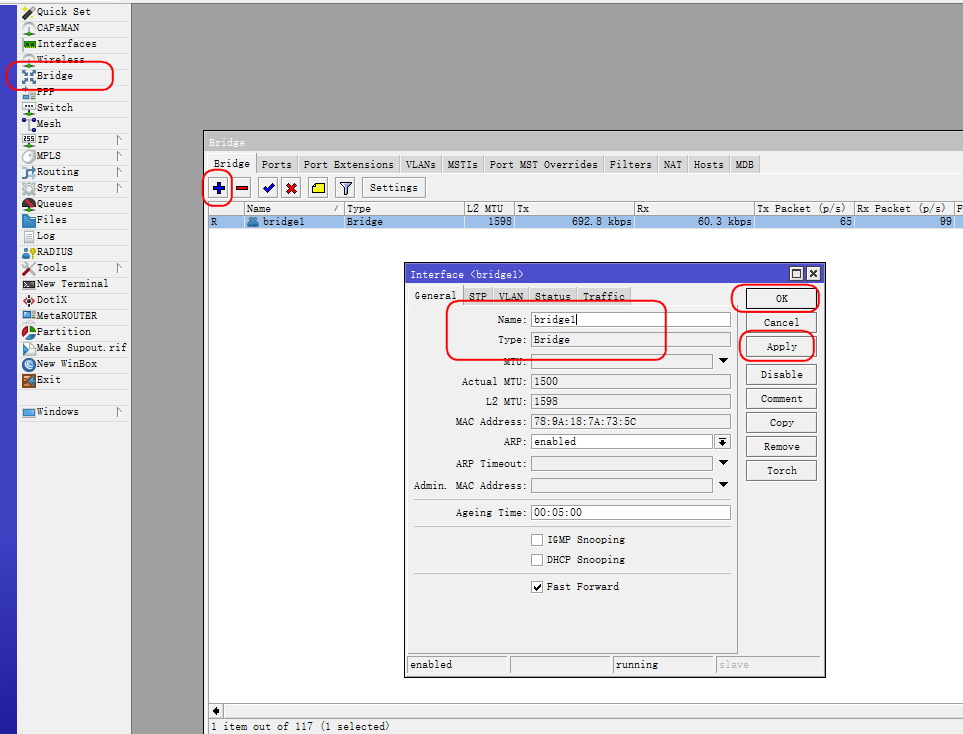 Quick Set
CAPsMAN
Interfaces
Wireless
Bridge
PPP
Switch
Mesh
IP
MPLS
Routing
System
Queues
Files
Log
RADIUS
Tools
New Terminal
Dot1X
MetaROUTER
Partition
Make Supout.rif
New WinBox
Exit
Windows
Bridge
Bridge Ports Port Extensions VLANs MSTIs Port MST Overrides Filters NAT Hosts MDB
Settings
Name / Type L2 MTU Tx Rx Tx Packet (p/s) Rx Packet (p/s) F
R bridge1 Bridge 1598 692.8 kbps 60.3 kbps 65 99
Interface <bridge1>
General STP VLAN Status Traffic
Name: bridge1
Type: Bridge
MTU:
Actual MTU: 1500
L2 MTU: 1598
MAC Address: 78:9A:18:7A:73:5C
ARP: enabled
ARP Timeout:
Admin. MAC Address:
Ageing Time: 00:05:00
IGMP Snooping
DHCP Snooping
Fast Forward
OK
Cancel
Apply
Disable
Comment
Copy
Remove
Torch
enabled running slave
1 item out of 117 (1 selected)